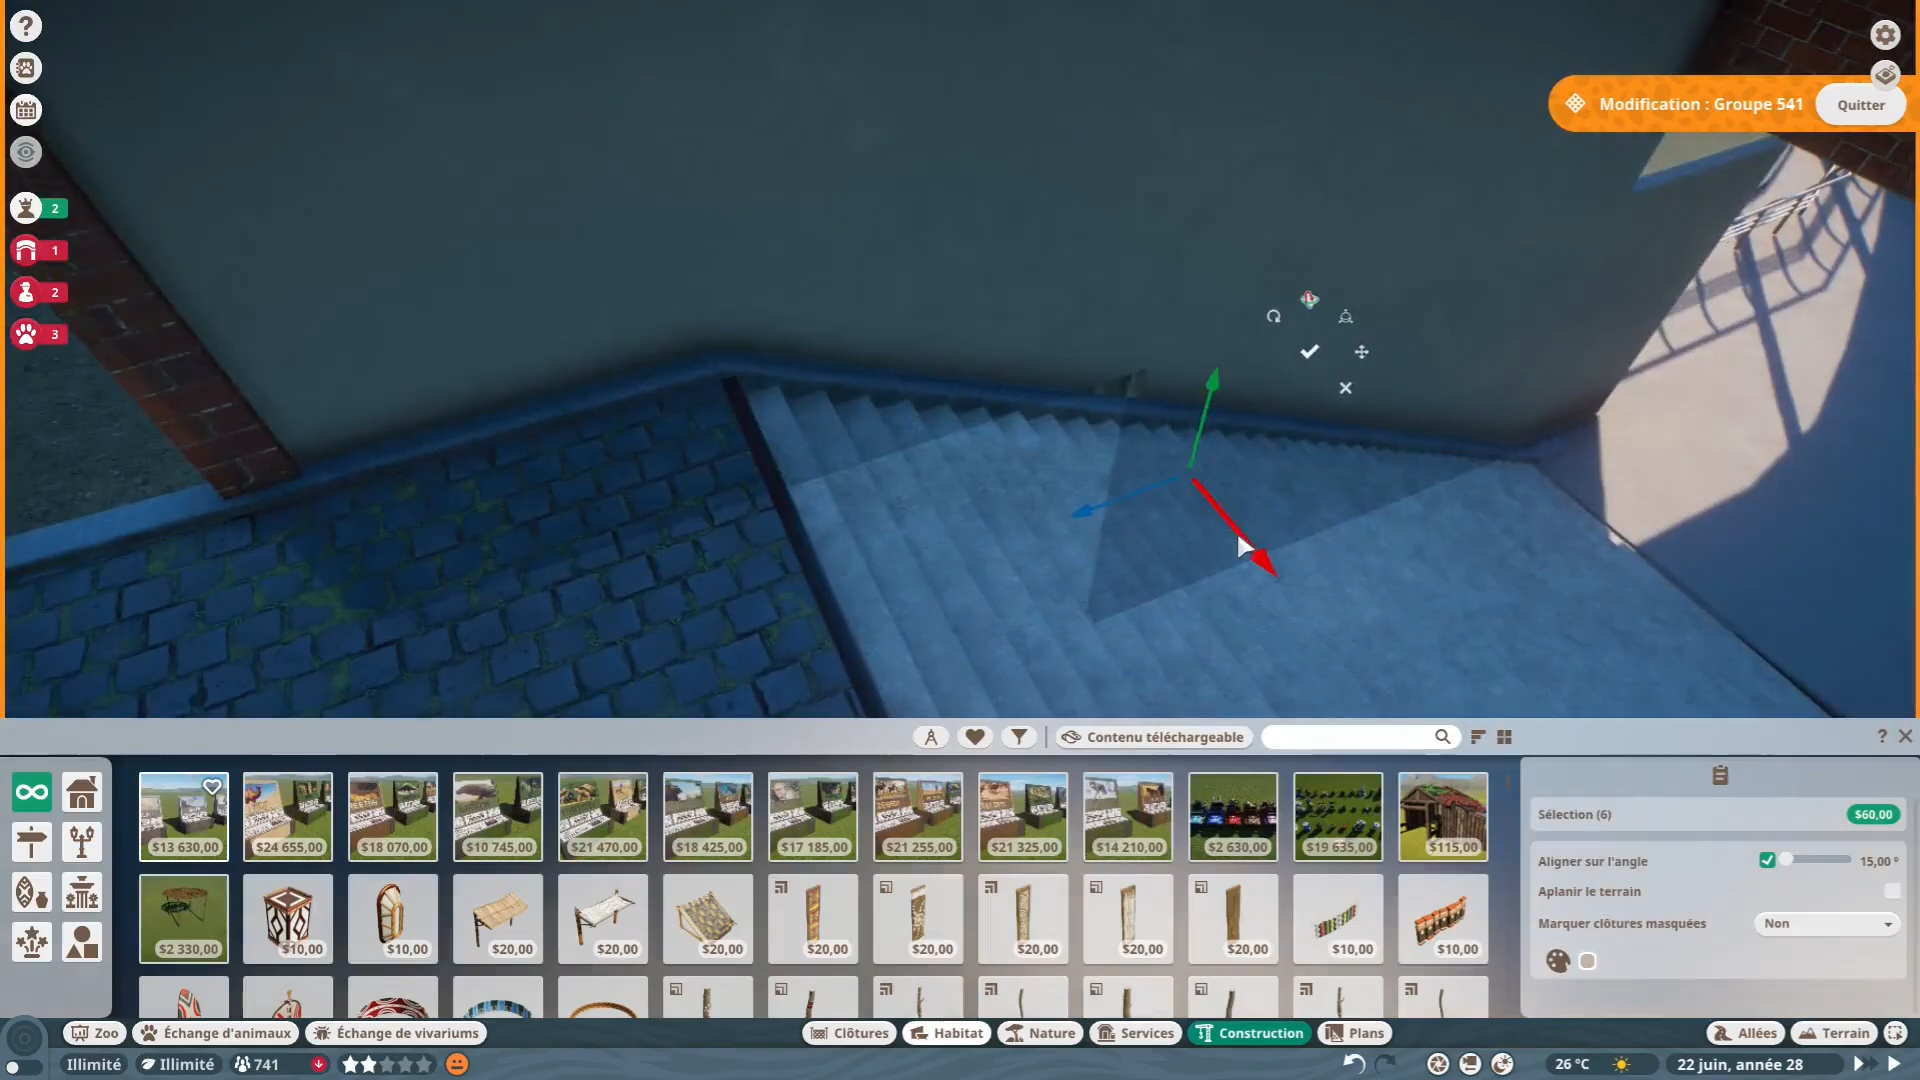 Modification : Groupe 541
Quitter
2
1
2
3
Contenu téléchargeable
$13 630,00
$24 655,00
$18 070,00
$10 745,00
$21 470,00
$18 425,00
$17 185,00
$21 255,00
$21 325,00
$14 210,00
$2 630,00
$19 635,00
$115,00
$2 330,00
$10,00
$10,00
$20,00
$20,00
$20,00
$20,00
$20,00
$20,00
$20,00
$20,00
$10,00
$10,00
Sélection (6)
$60,00
Aligner sur l'angle
15,00 °
Aplanir le terrain
Marquer clôtures masquées
Non
Zoo
Échange d'animaux
Échange de vivariums
Clôtures
Habitat
Nature
Services
Construction
Plans
Allées
Terrain
Illimité
Illimité
741
26 °C
22 juin, année 28